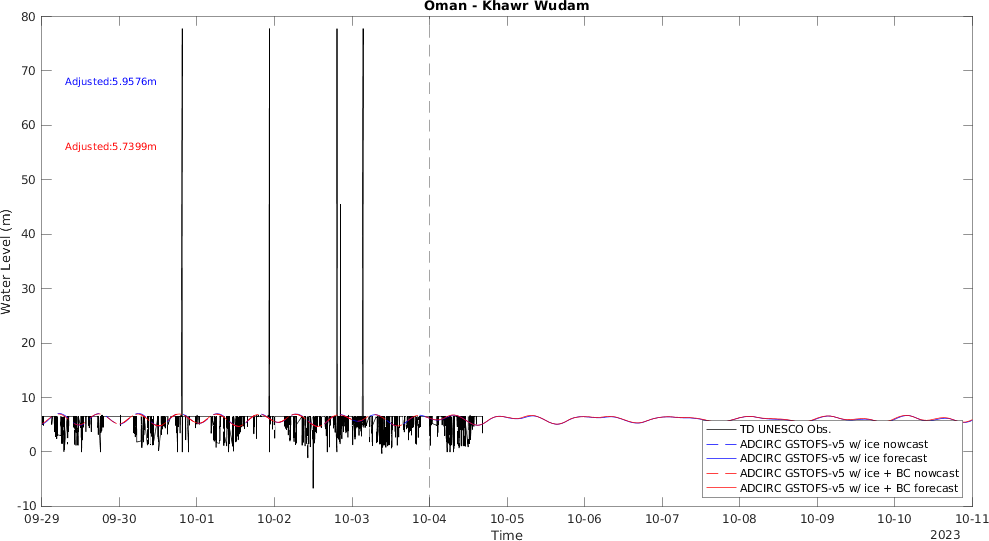 Oman - Khawr Wudam
80
70
60
50
40
30
20
10
0
-10
Water Level (m)
Adjusted:5.9576m
Adjusted:5.7399m
TD UNESCO Obs.
ADCIRC GSTOFS-v5 w/ ice nowcast
ADCIRC GSTOFS-v5 w/ ice forecast
ADCIRC GSTOFS-v5 w/ ice + BC nowcast
ADCIRC GSTOFS-v5 w/ ice + BC forecast
09-29 09-30 10-01 10-02 10-03 10-04 10-05 10-06 10-07 10-08 10-09 10-10 10-11
Time
2023